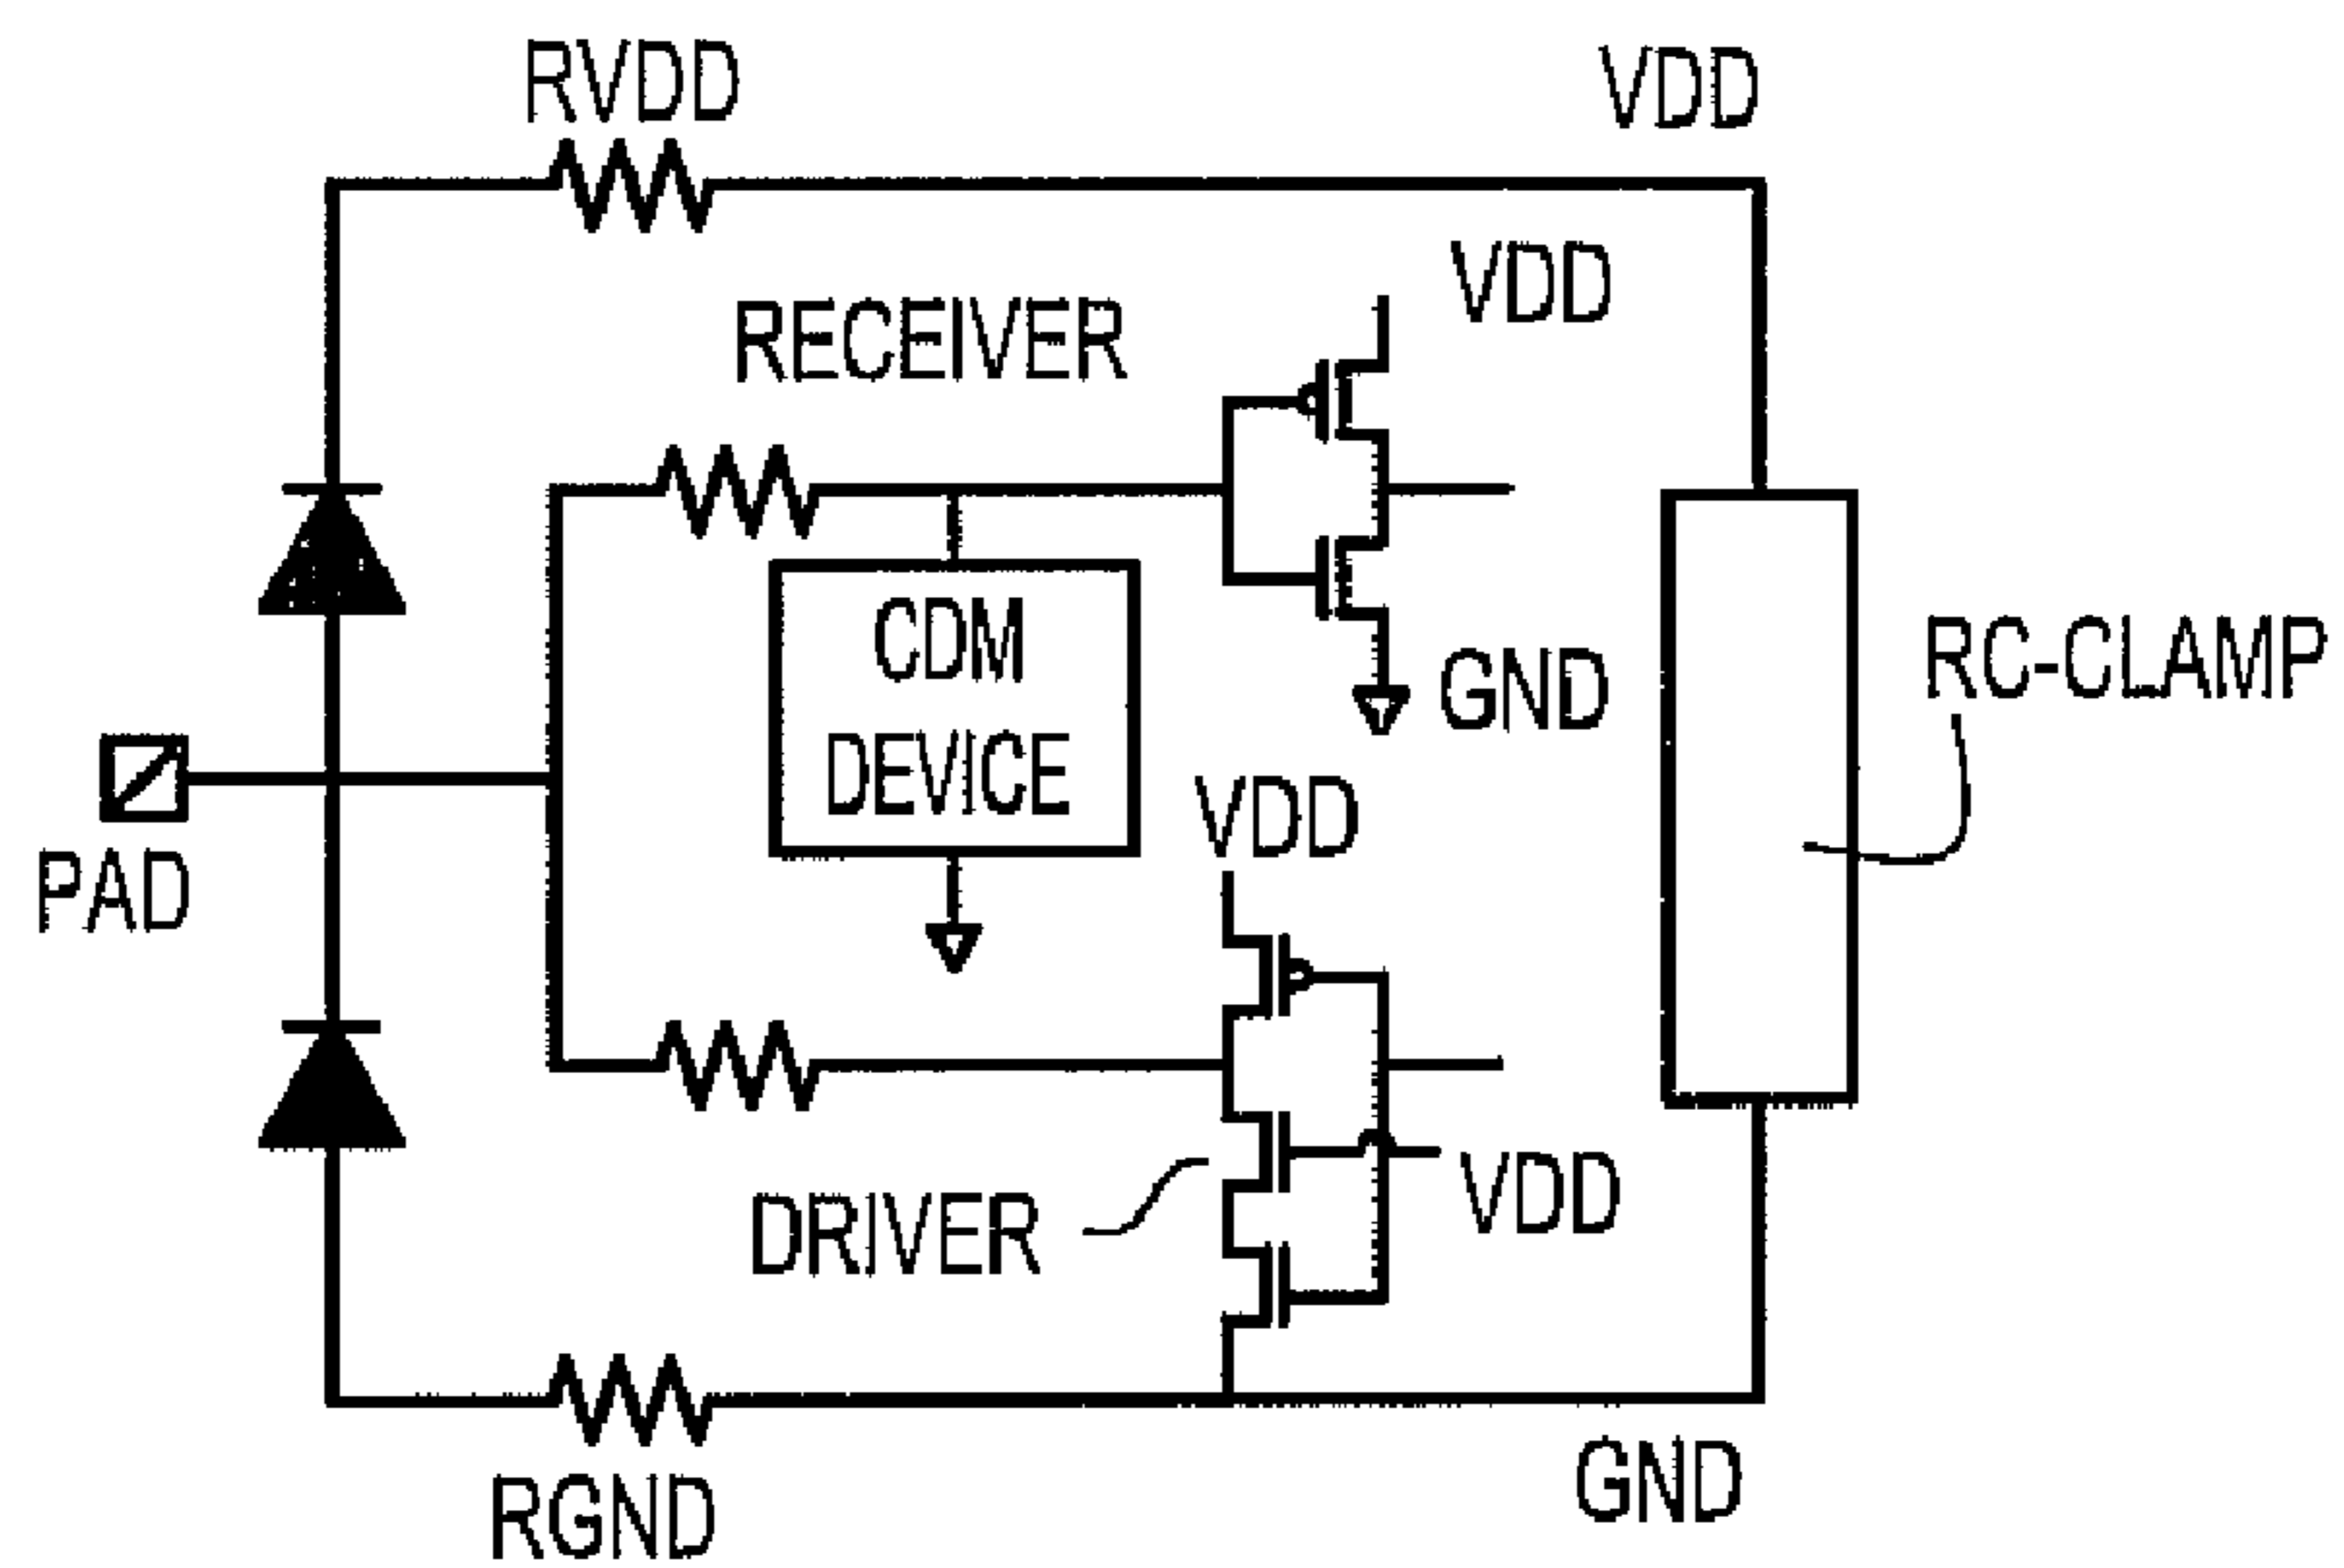 RVDD
VDD
VDD
RECEIVER
CDM
DEVICE
GND
RC-CLAMP
PAD
VDD
VDD
DRIVER
GND
RGND